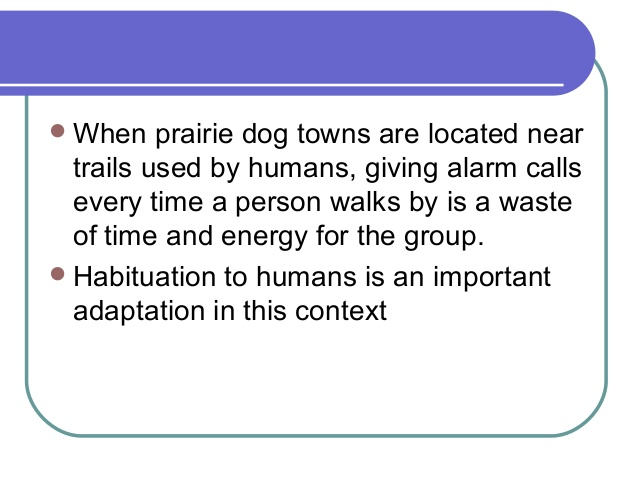 When prairie dog towns are located near
trails used by humans, giving alarm calls
every time a person walks by is a waste
of time and energy for the group.
Habituation to humans is an important
adaptation in this context